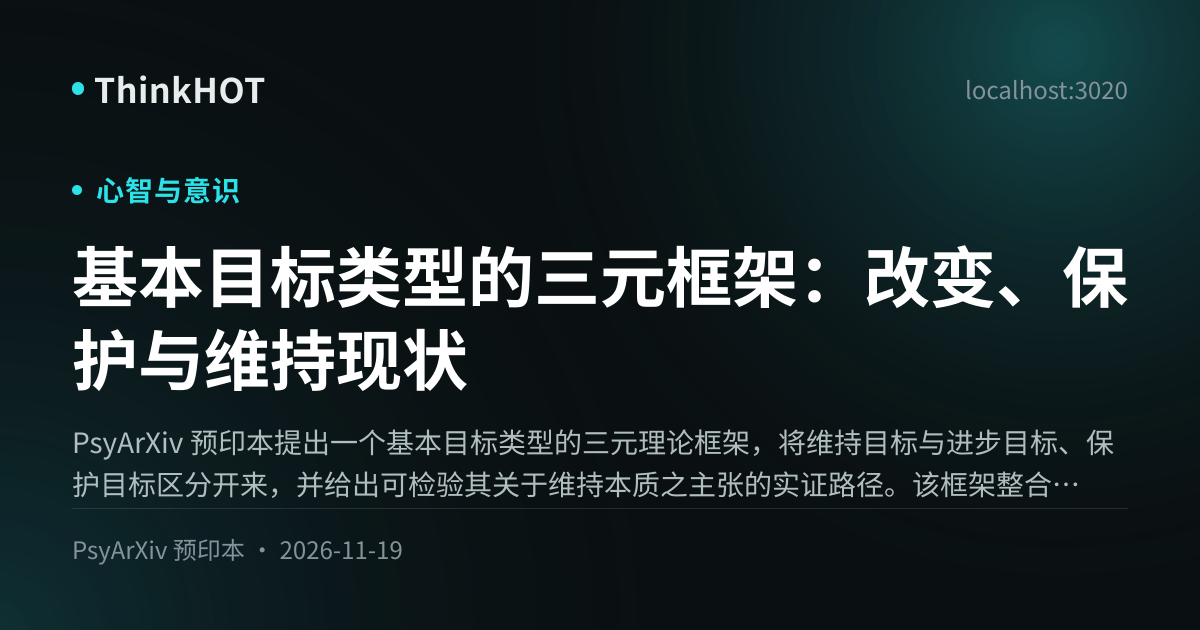 ThinkHOT
localhost:3020
心智与意识
基本目标类型的三元框架：改变、保
护与维持现状
PsyArXiv 预印本提出一个基本目标类型的三元理论框架，将维持目标与进步目标、保
护目标区分开来，并给出可检验其关于维持本质之主张的实证路径。该框架整合…
PsyArXiv 预印本 · 2026-11-19